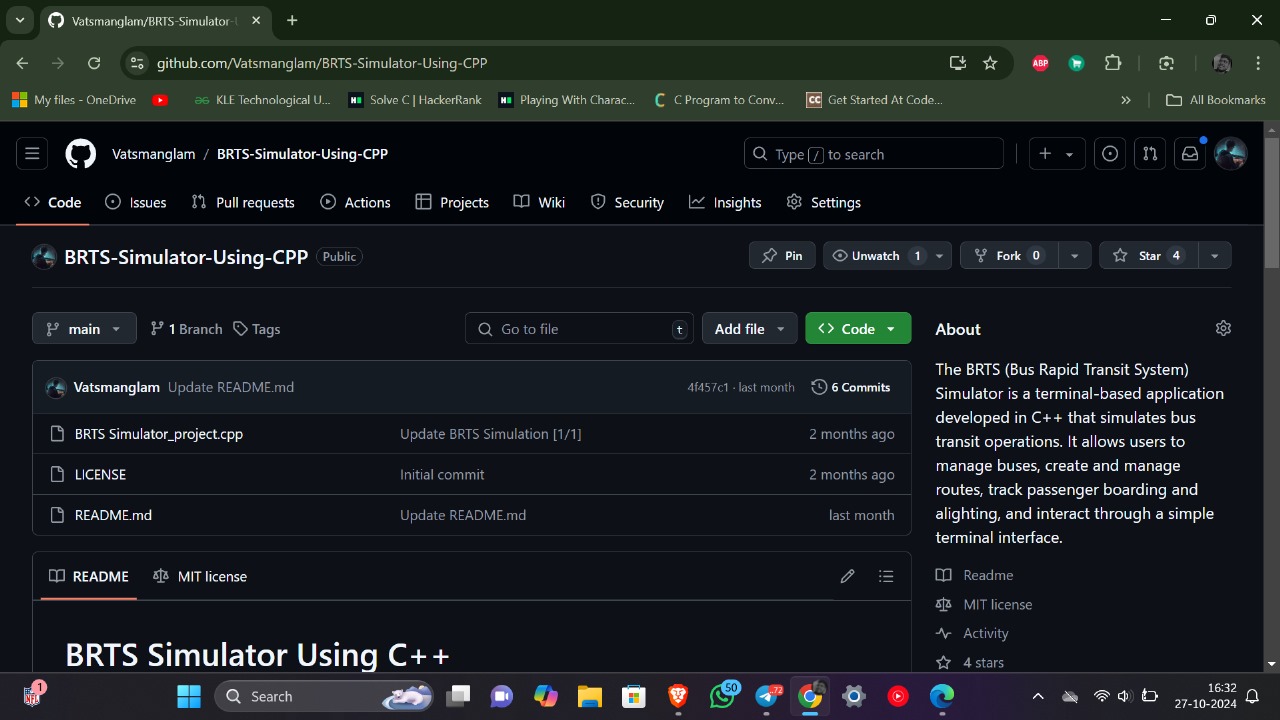 Vatsmanglam/BRTS-Simulator-U
github.com/Vatsmanglam/BRTS-Simulator-Using-CPP
ABP
My files - OneDrive
KLE Technological U...
Solve C | HackerRank
Playing With Charac...
C Program to Conv...
CC Get Started At Code...
All Bookmarks
Vatsmanglam / BRTS-Simulator-Using-CPP
Type / to search
Code
Issues
Pull requests
Actions
Projects
Wiki
Security
Insights
Settings
BRTS-Simulator-Using-CPP Public
Pin
Unwatch 1
Fork 0
Star 4
main
1 Branch
Tags
Go to file t
Add file
Code
About
Vatsmanglam Update README.md 4f457c1 · last month 6 Commits
BRTS Simulator_project.cpp Update BRTS Simulation [1/1] 2 months ago
LICENSE Initial commit 2 months ago
README.md Update README.md last month
The BRTS (Bus Rapid Transit System)
Simulator is a terminal-based application
developed in C++ that simulates bus
transit operations. It allows users to
manage buses, create and manage
routes, track passenger boarding and
alighting, and interact through a simple
terminal interface.
Readme
MIT license
Activity
4 stars
README
MIT license
BRTS Simulator Using C++
1
Search
50
72
16:32
27-10-2024